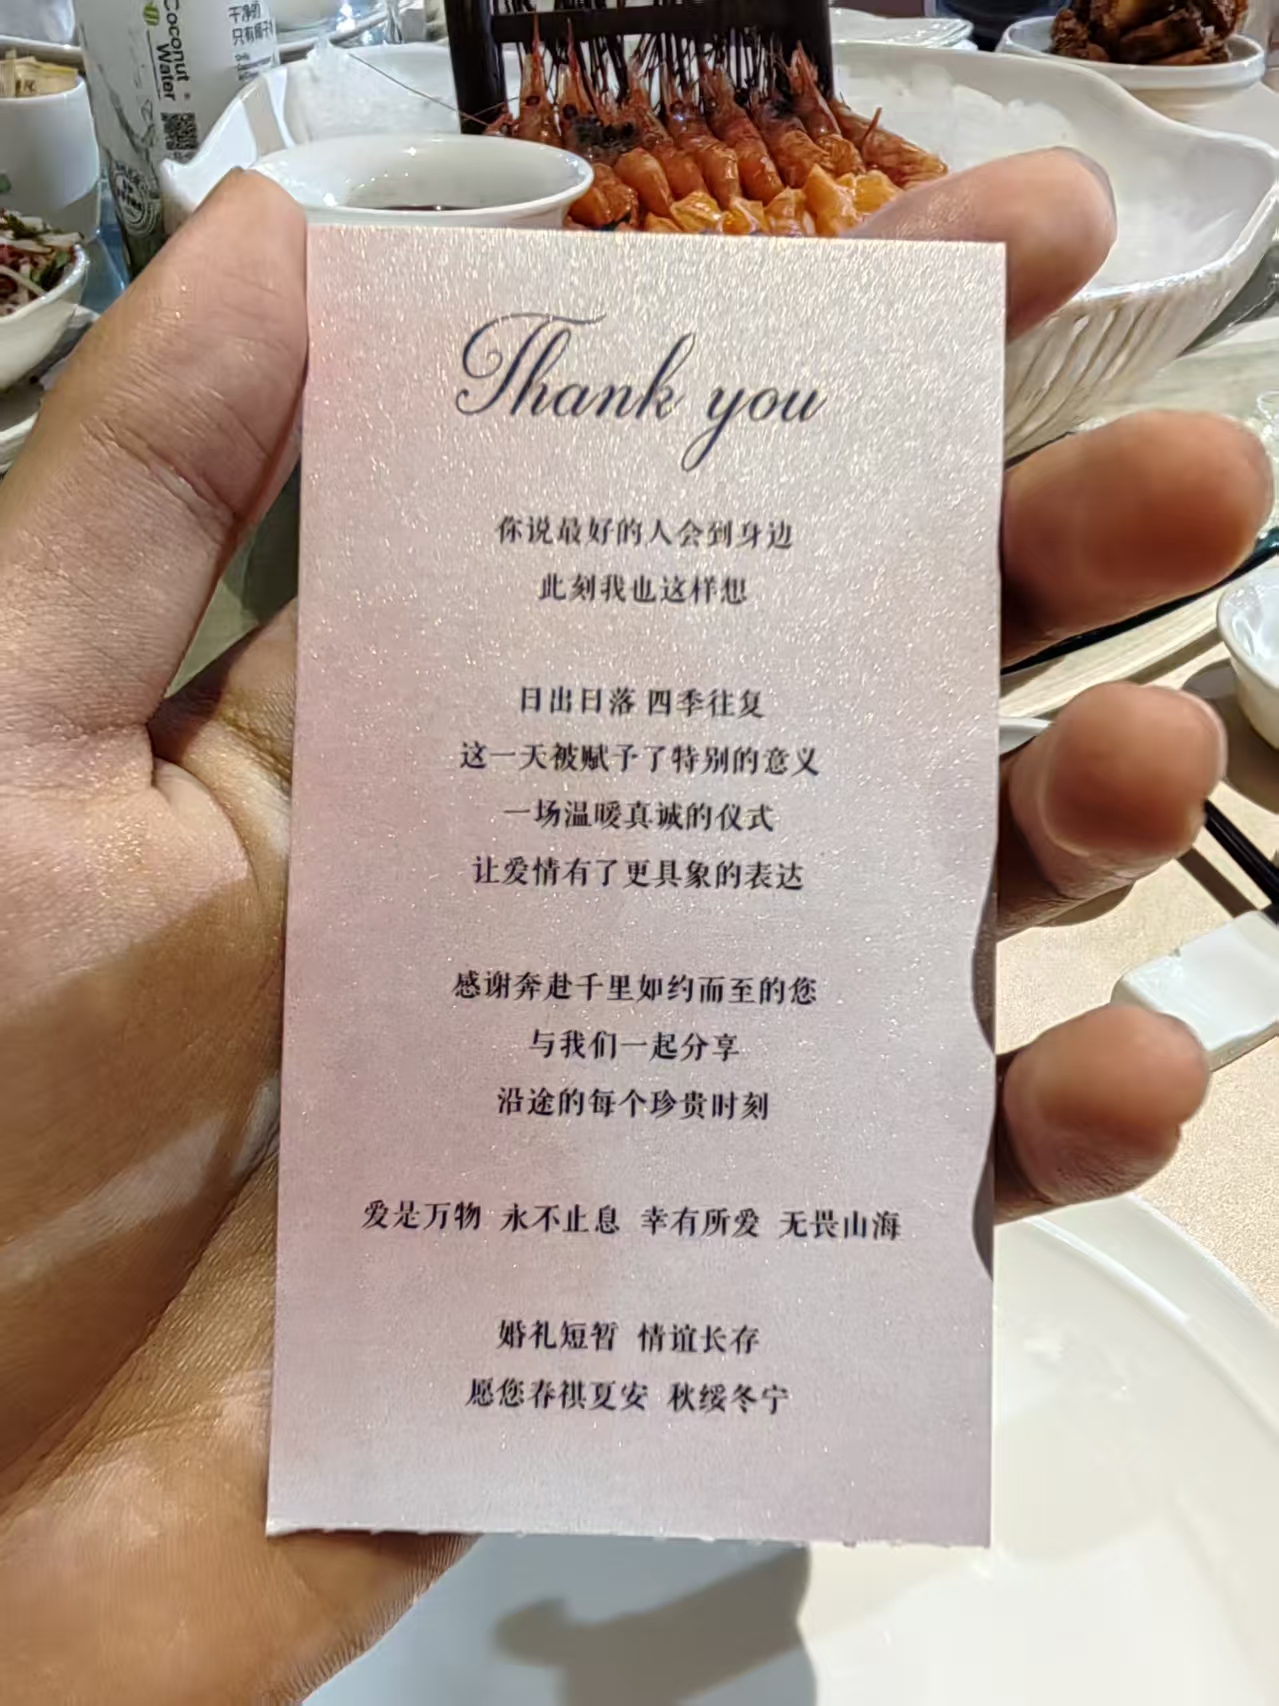 Coconut
Water
只有椰子
Thank you
你说最好的人会到身边
此刻我也这样想
日出日落 四季往复
这一天被赋予了特别的意义
一场温暖真诚的仪式
让爱情有了更具象的表达
感谢奔赴千里如约而至的您
与我们一起分享
沿途的每个珍贵时刻
爱是万物 永不止息 幸有所爱 无畏山海
婚礼短暂 情谊长存
愿您春祺夏安 秋绥冬宁